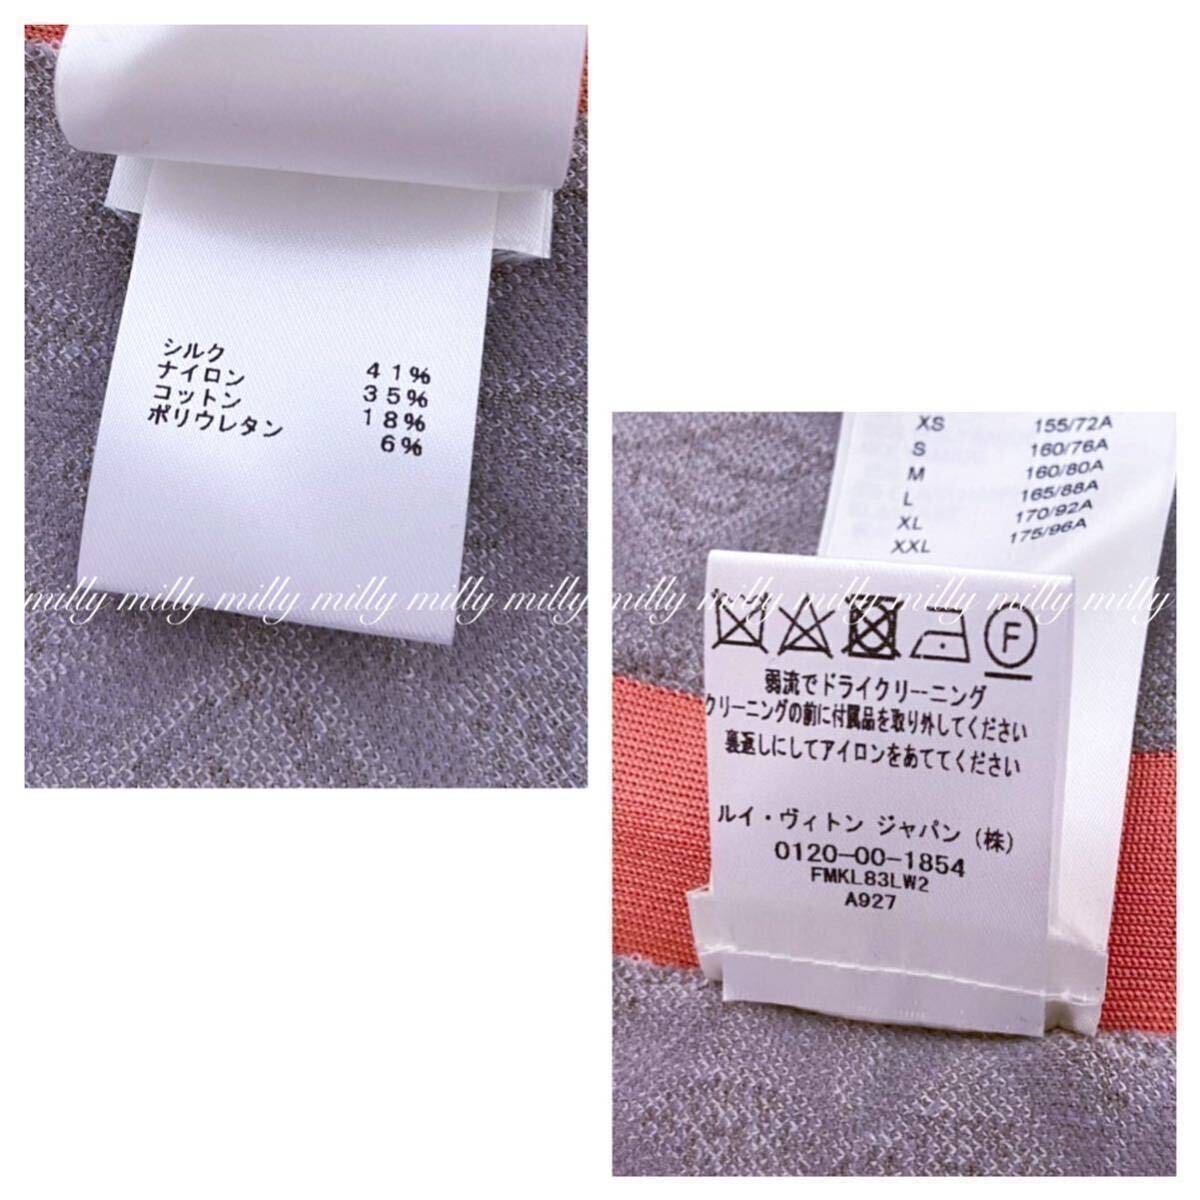 シルク 41%
ナイロン 35%
コットン 18%
ポリウレタン 6%
XS 155/72A
S 160/76A
M 160/80A
L 165/88A
XL 170/92A
XXL 175/96A
milly milly milly milly milly milly milly milly milly milly milly milly
F
弱流でドライクリーニング
クリーニングの前に付属品を取り外してください
裏返しにしてアイロンをあててください
ルイ・ヴィトン ジャパン (株)
0120-00-1854
FMKL83LW2
A927